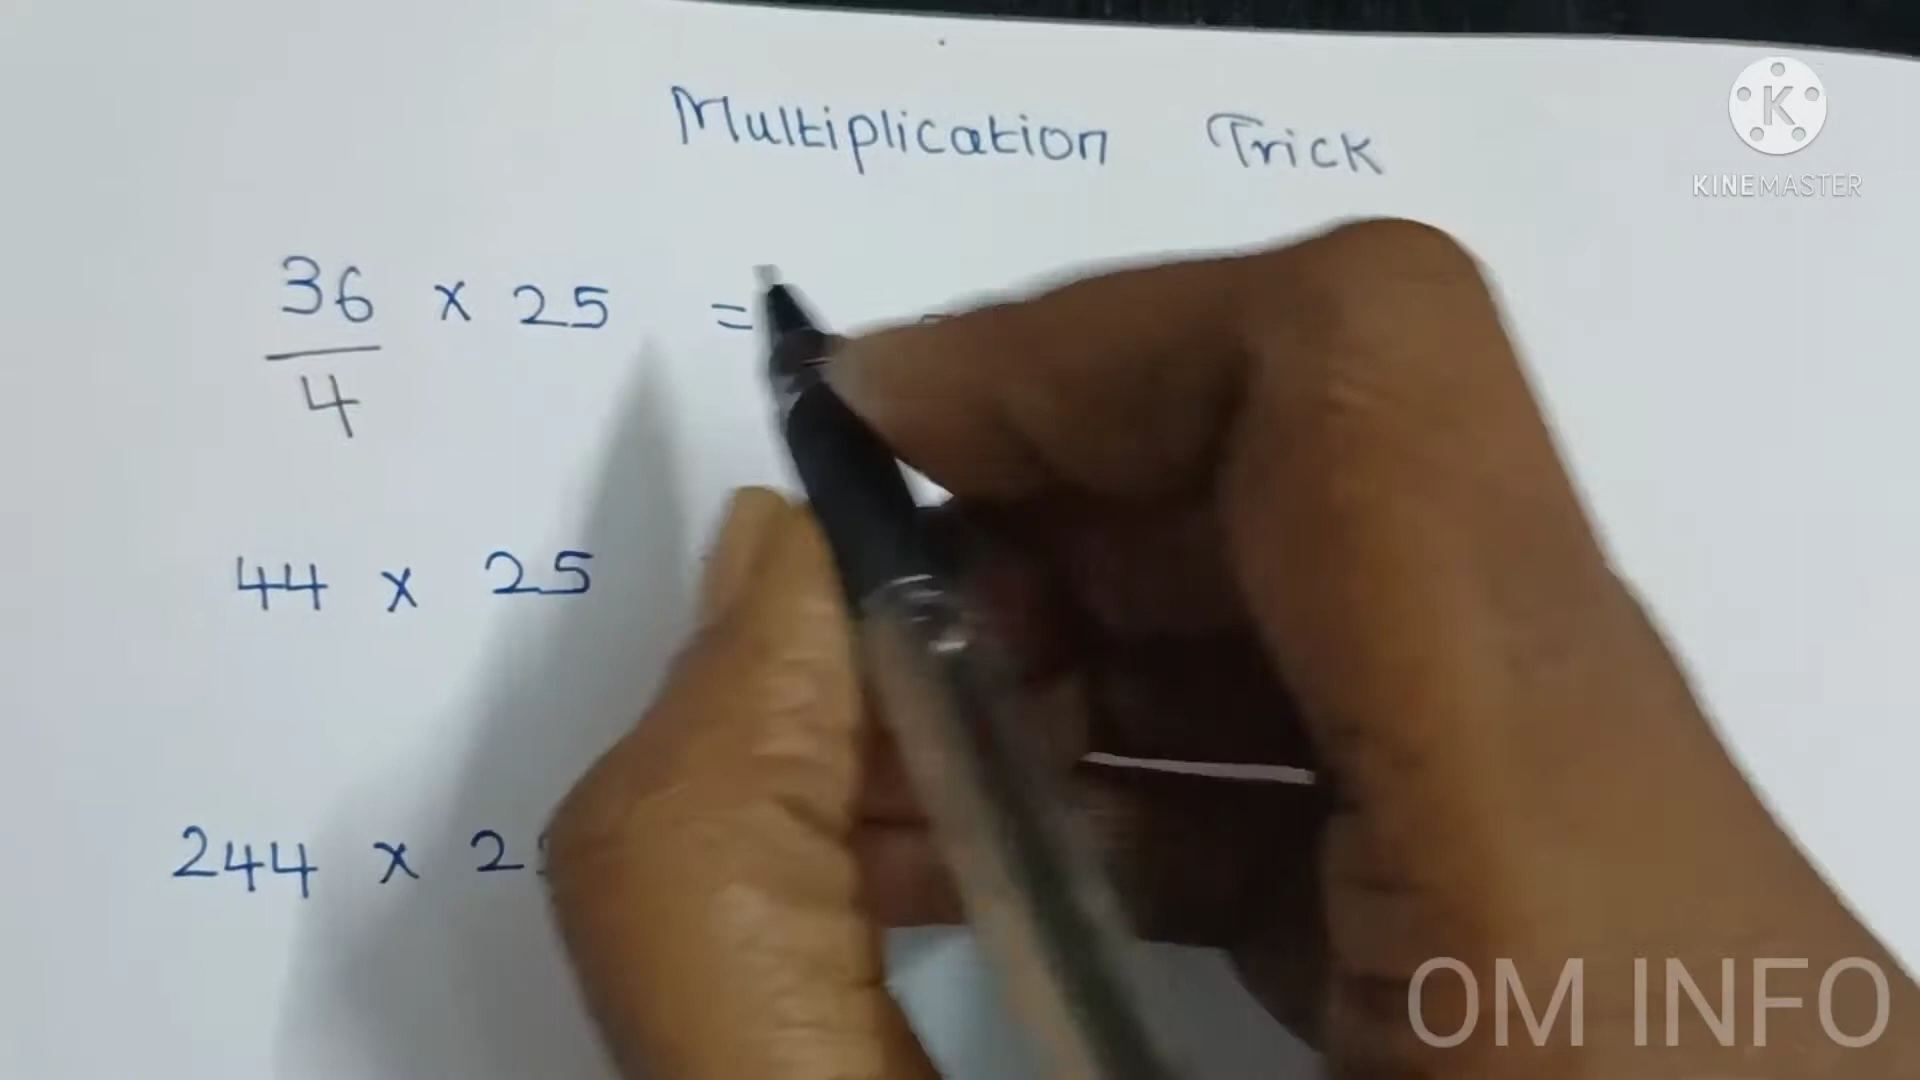 Multiplication Trick
K
KINEMASTER
36 × 25 =
4
44 × 25
244 × 2
OM INFO